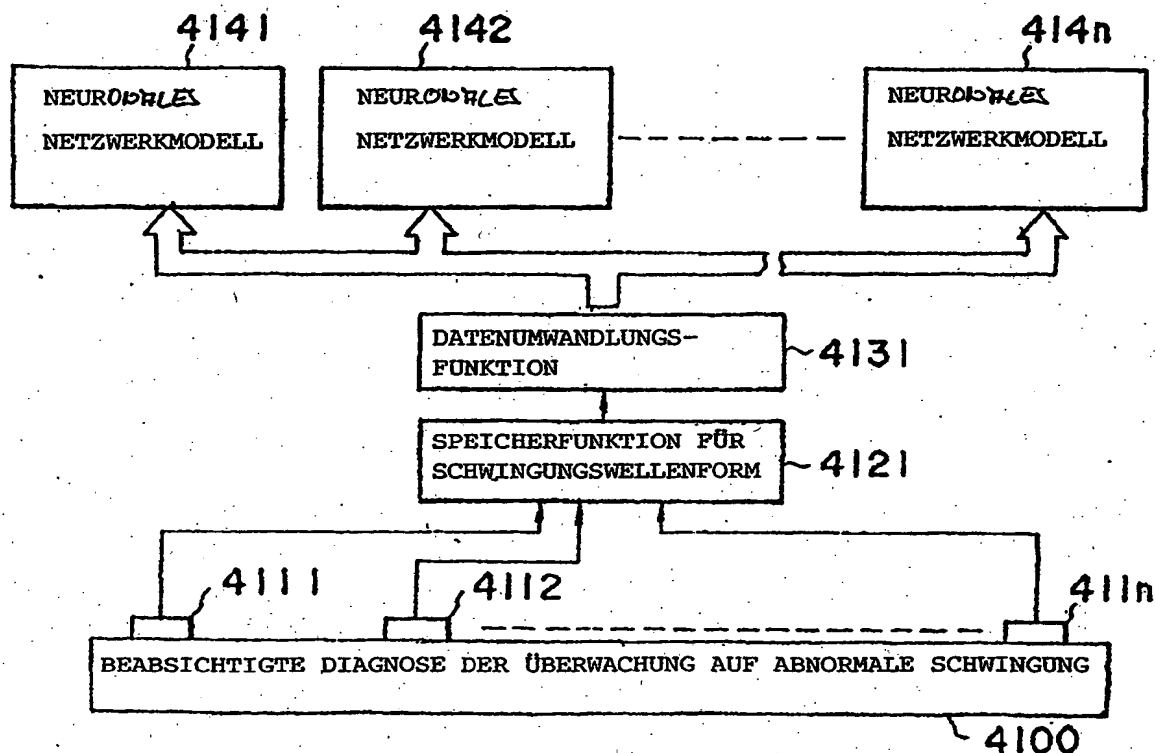 4141
4142
414n
NEURONALES
NETZWERKMODELL
NEURONALES
NETZWERKMODELL
NEURONALES
NETZWERKMODELL
DATENUMWANDLUNGS-
FUNKTION
4131
SPEICHERFUNKTION FÜR
SCHWINGUNGSWELLENFORM
4121
4111
4112
411n
BEABSICHTIGTE DIAGNOSE DER ÜBERWACHUNG AUF ABNORMALE SCHWINGUNG
4100